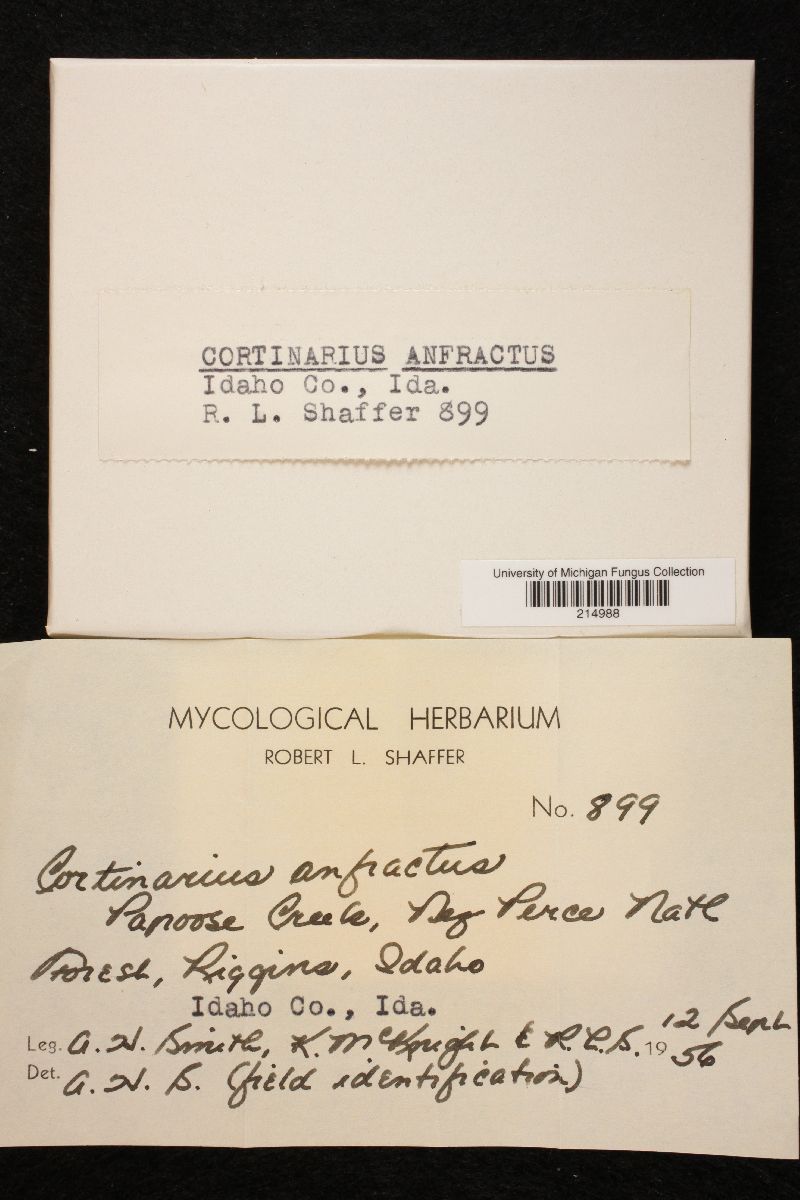 CORTINARIUS ANFRACTUS
Idaho Co., Ida.
R. L. Shaffer 899
University of Michigan Fungus Collection
214988
MYCOLOGICAL HERBARIUM
ROBERT L. SHAFFER
No. 899
Cortinarius anfractus
Papoose Creek, Nez Perce Natl
Forest, Riggins, Idaho
Idaho Co., Ida.
Leg. A. H. Smith, K. McKnight & R. L. S. 12 Sept 19 56
Det. A. H. S. (field identification)